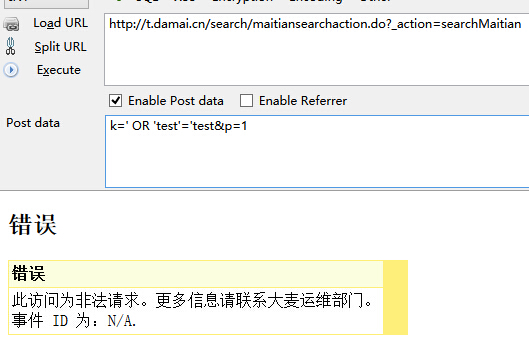 Load URL
http://t.damai.cn/search/maitiansearchaction.do?_action=searchMaitian
Split URL
Execute
Enable Post data
Enable Referrer
Post data
k=' OR 'test'='test&p=1
错误
错误
此访问为非法请求。更多信息请联系大麦运维部门。
事件 ID 为：N/A.